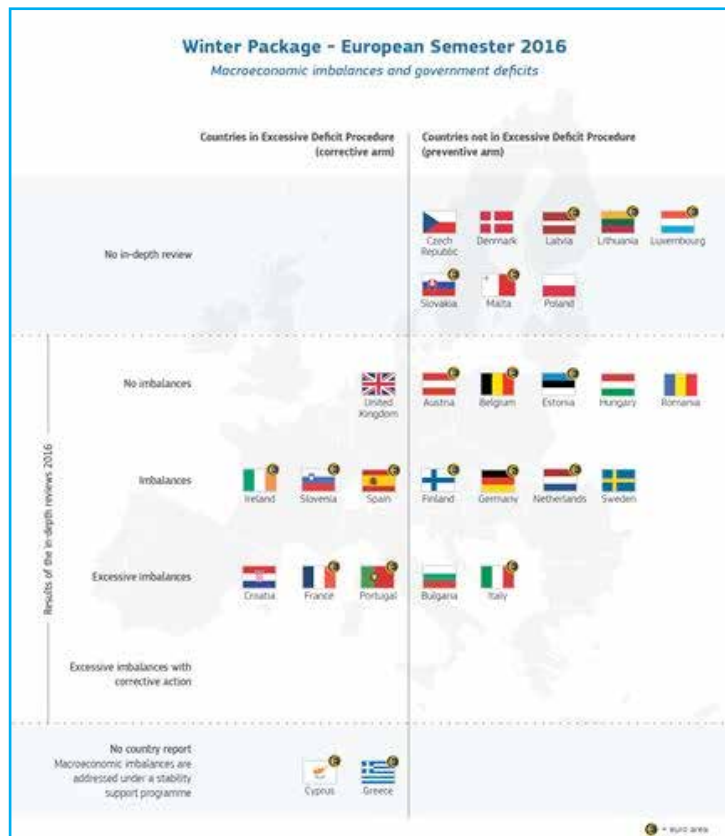 Winter Package - European Semester 2016
Macroeconomic imbalances and government deficits
Countries in Excessive Deficit Procedure
(corrective arm)
Countries not in Excessive Deficit Procedure
(preventive arm)
No in-depth review
Czech
Republic
Denmark
Latvia
Lithuania
Luxembourg
Slovakia
Malta
Poland
Results of the in-depth reviews 2016
No imbalances
United
Kingdom
Austria
Belgium
Estonia
Hungary
Romania
Imbalances
Ireland
Slovenia
Spain
Finland
Germany
Netherlands
Sweden
Excessive imbalances
Croatia
France
Portugal
Bulgaria
Italy
Excessive imbalances with
corrective action
No country report
Macroeconomic imbalances are
addressed under a stability
support programme
Cyprus
Greece
€ = euro area